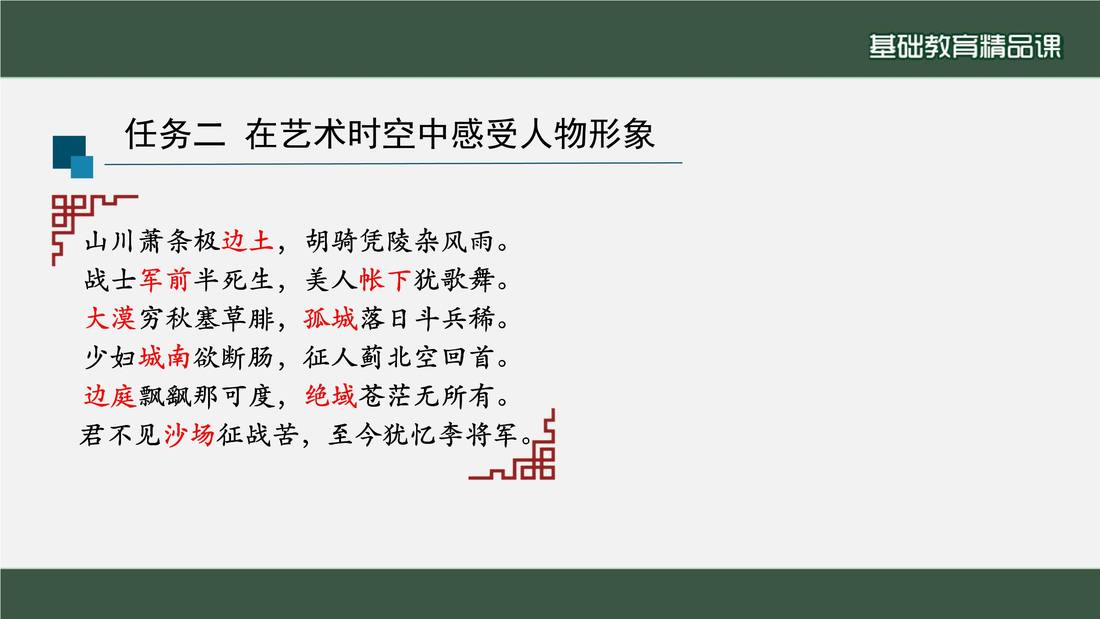 基础教育精品课
任务二 在艺术时空中感受人物形象
山川萧条极边土，胡骑凭陵杂风雨。
战士军前半死生，美人帐下犹歌舞。
大漠穷秋塞草腓，孤城落日斗兵稀。
少妇城南欲断肠，征人蓟北空回首。
边庭飘飖那可度，绝域苍茫无所有。
君不见沙场征战苦，至今犹忆李将军。